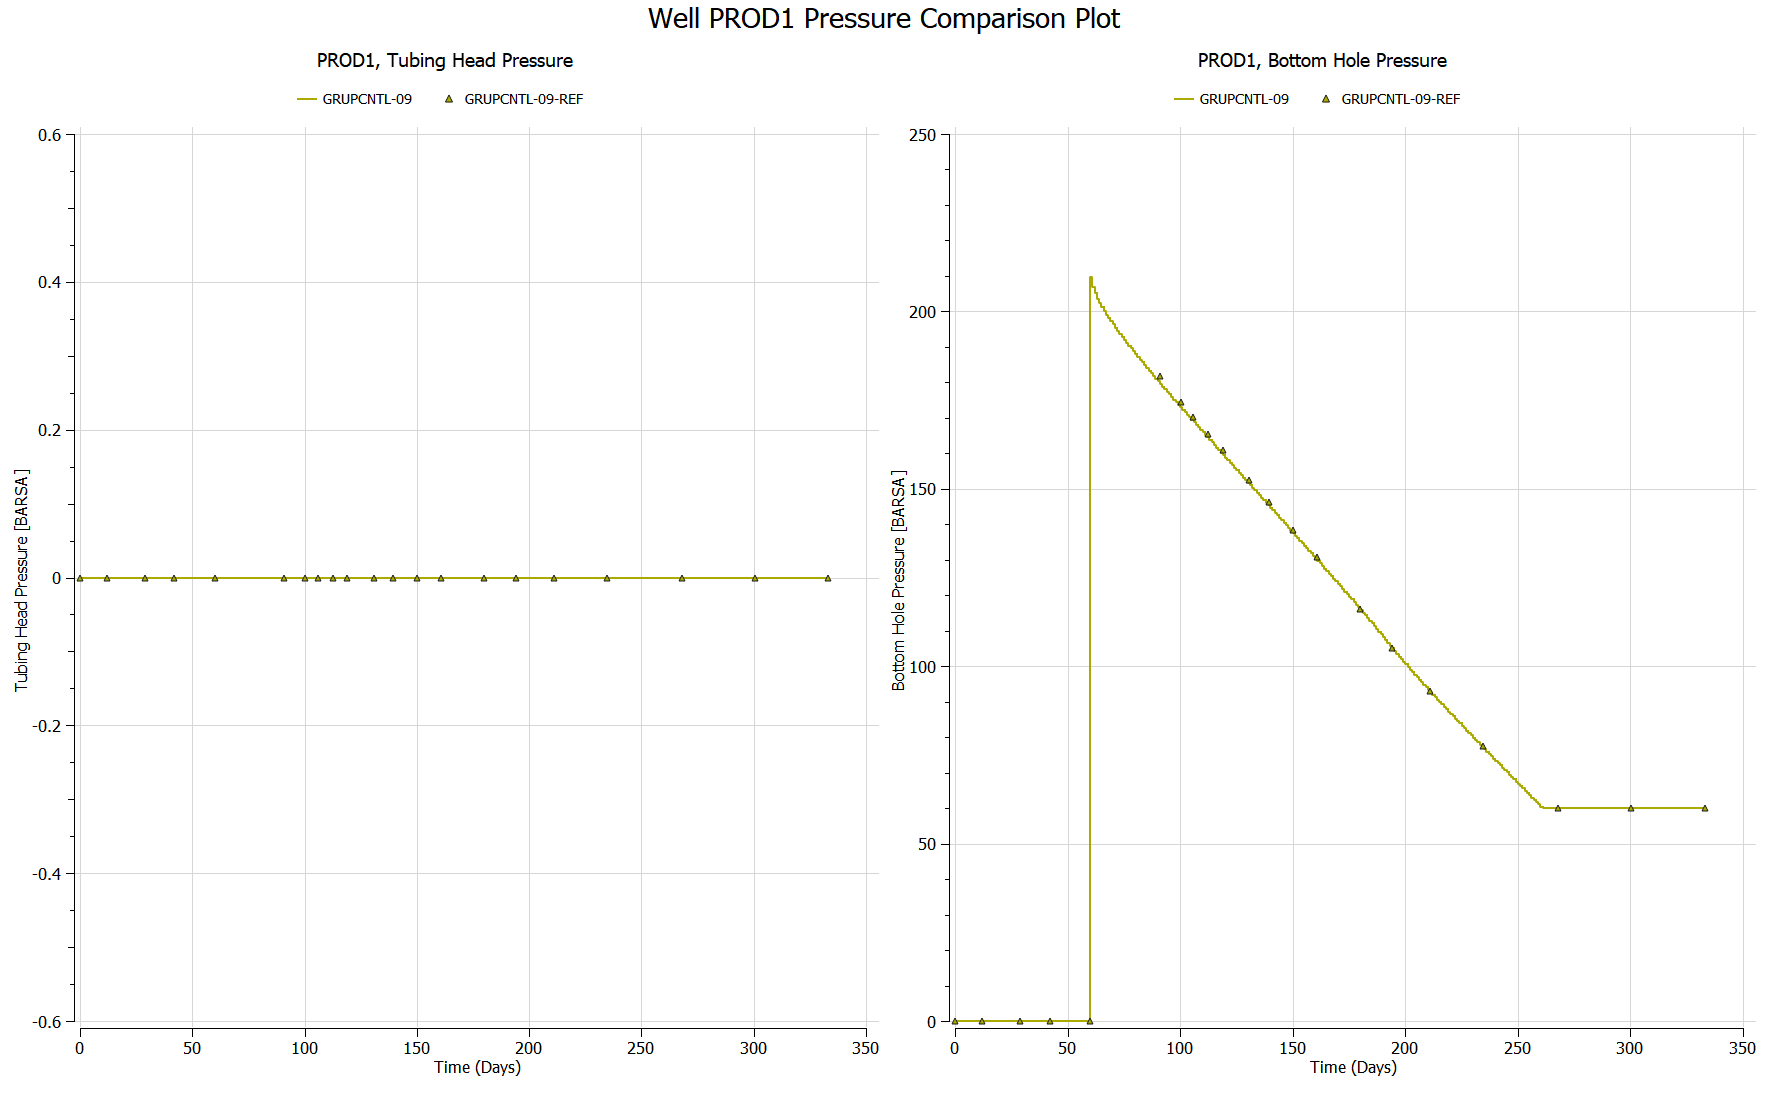 Well PROD1 Pressure Comparison Plot
PROD1, Tubing Head Pressure
GRUPCNTL-09 GRUPCNTL-09-REF
0.6
0.4
0.2
0
-0.2
-0.4
-0.6
Tubing Head Pressure [BARSA]
0 50 100 150 200 250 300 350
Time (Days)
PROD1, Bottom Hole Pressure
GRUPCNTL-09 GRUPCNTL-09-REF
250
200
150
100
50
0
Bottom Hole Pressure [BARSA]
0 50 100 150 200 250 300 350
Time (Days)